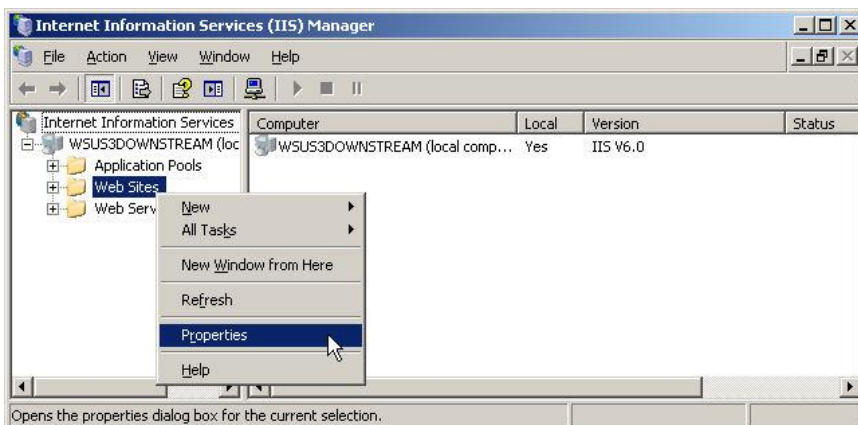 Internet Information Services (IIS) Manager
File Action View Window Help
Internet Information Services
WSUS3DOWNSTREAM (loc
Application Pools
Web Sites
Web Serv
Computer Local Version Status
WSUS3DOWNSTREAM (local comp... Yes IIS V6.0
New
All Tasks
New Window from Here
Refresh
Properties
Help
Opens the properties dialog box for the current selection.